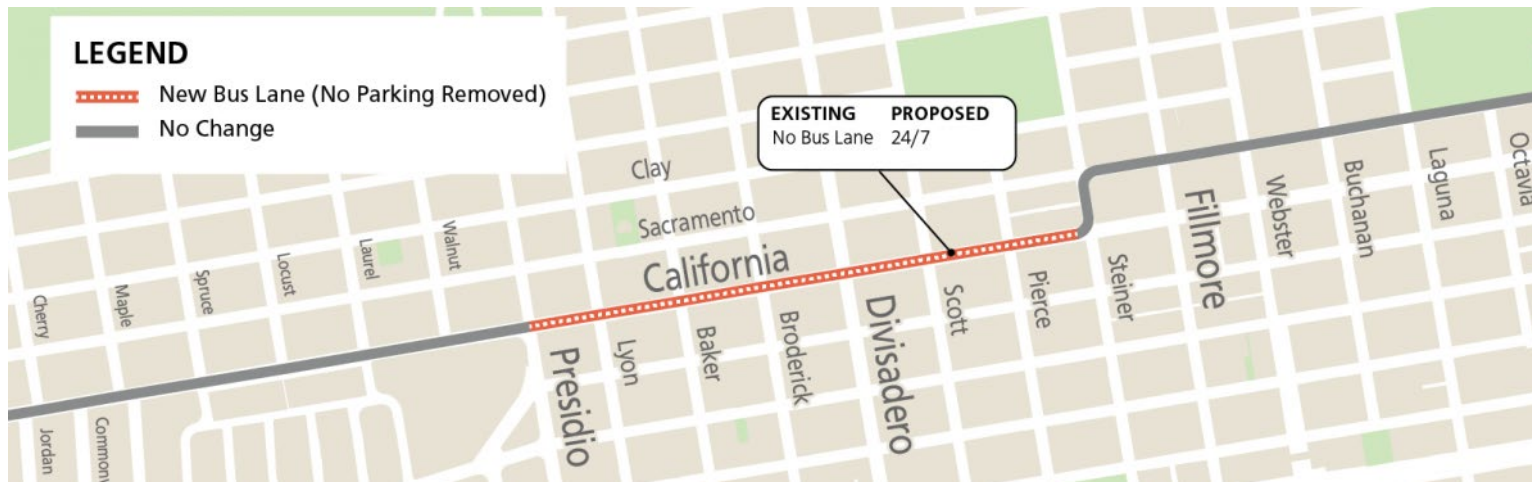 LEGEND
New Bus Lane (No Parking Removed)
No Change
EXISTING PROPOSED
No Bus Lane 24/7
Clay
Sacramento
California
Cherry
Maple
Spruce
Locust
Laurel
Walnut
Presidio
Lyon
Baker
Broderick
Divisadero
Scott
Pierce
Steiner
Fillmore
Webster
Buchanan
Laguna
Octavia
Jordan
Commonw